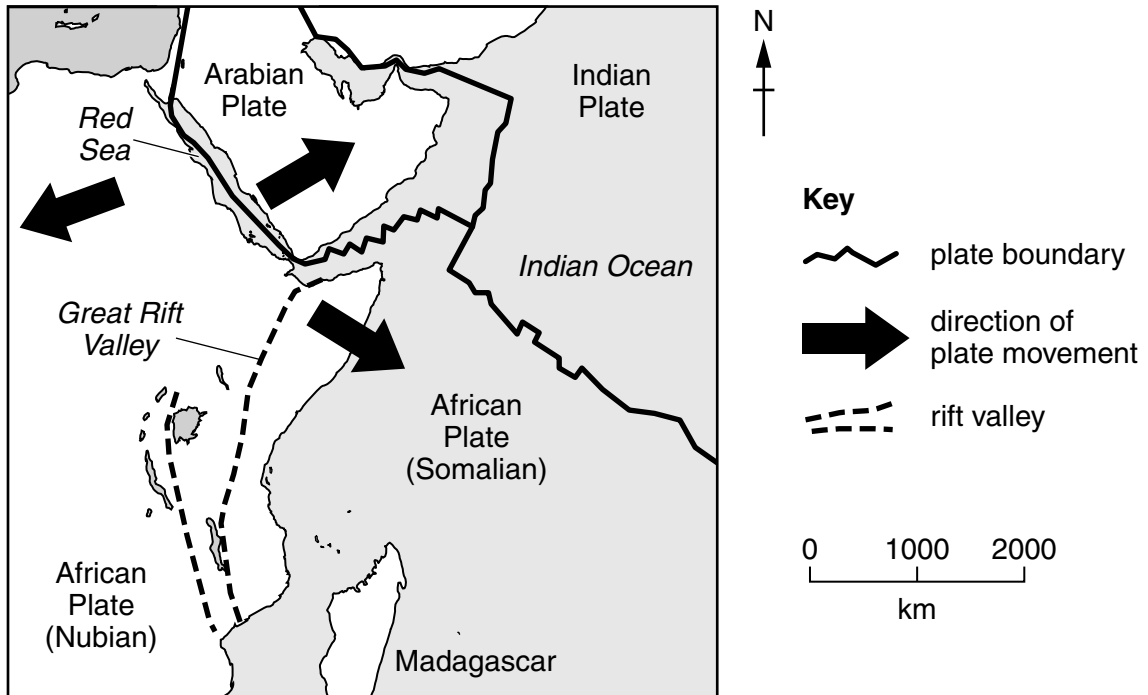 Arabian
Plate
Indian
Plate
Red
Sea
Indian Ocean
Great Rift
Valley
African
Plate
(Somalian)
African
Plate
(Nubian)
Madagascar
N
Key
plate boundary
direction of
plate movement
rift valley
0 1000 2000
km